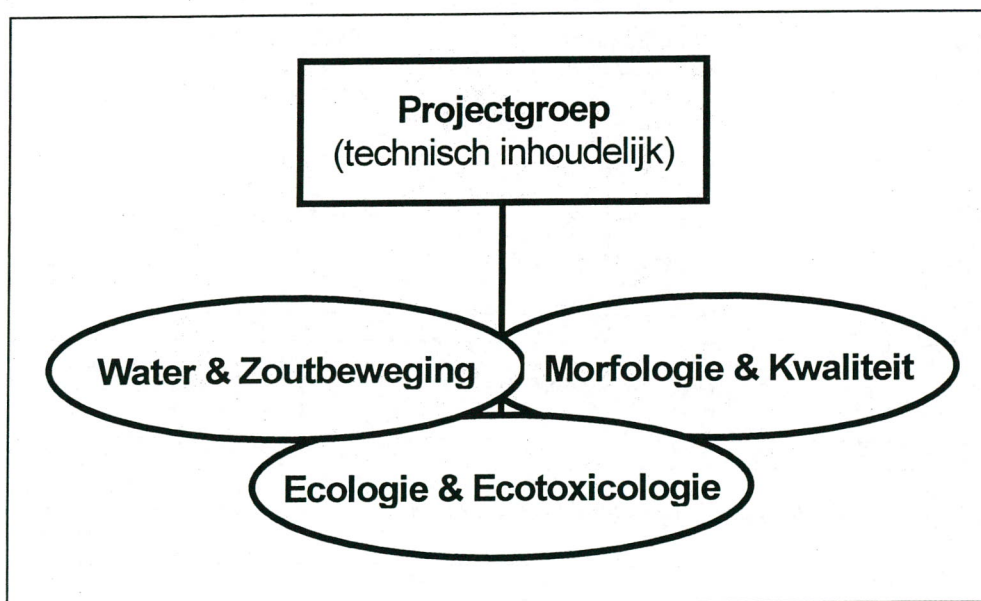 Projectgroep
(technisch inhoudelijk)
Water & Zoutbeweging
Morfologie & Kwaliteit
Ecologie & Ecotoxicologie